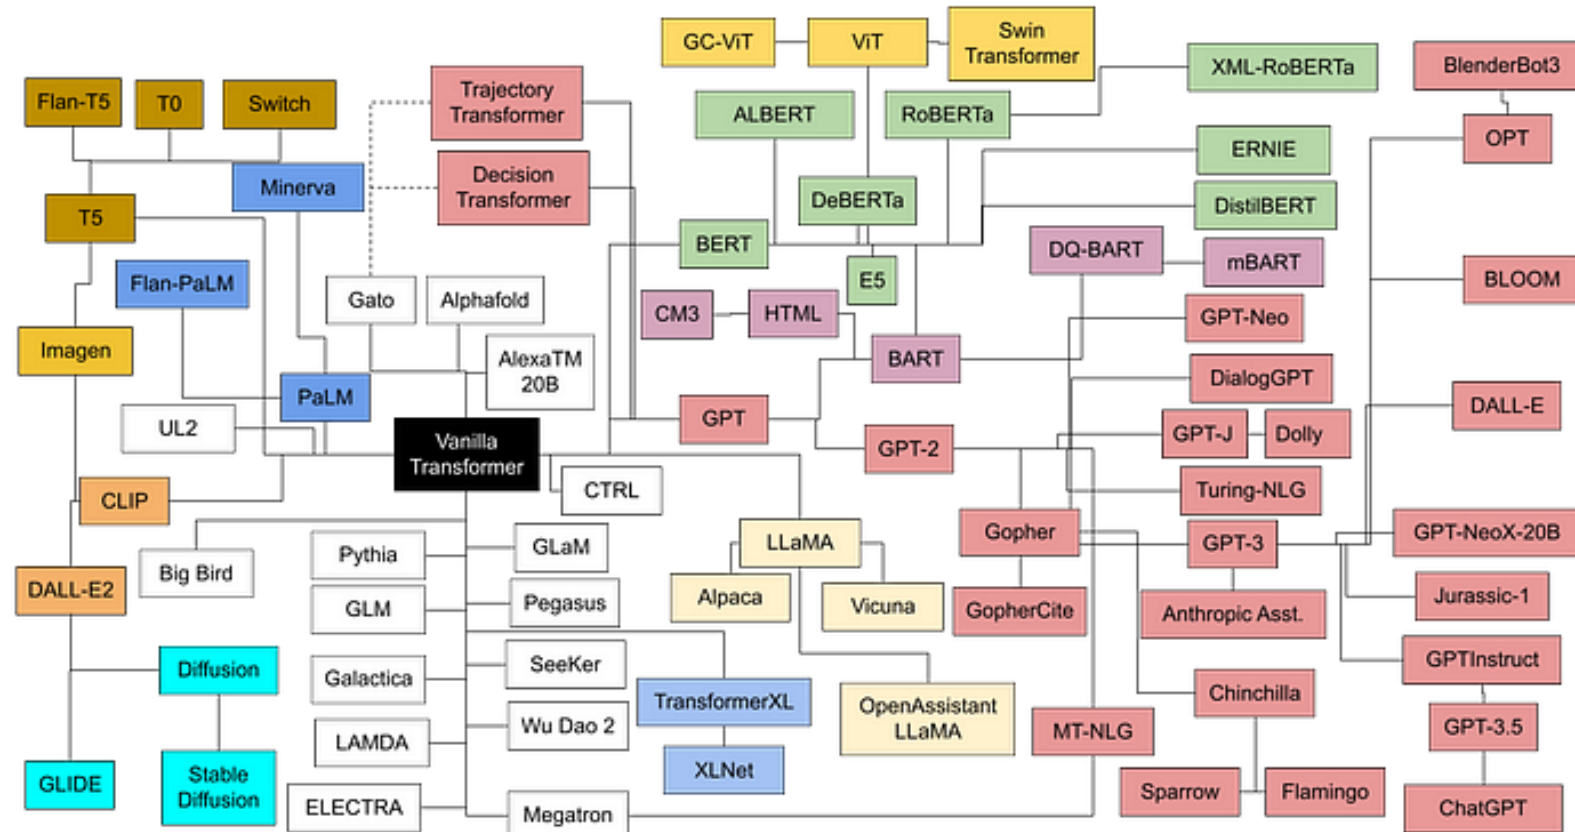 GC-ViT
ViT
Swin
Transformer
XML-RoBERTa
BlenderBot3
Flan-T5
T0
Switch
Trajectory
Transformer
ALBERT
RoBERTa
OPT
ERNIE
Minerva
Decision
Transformer
DeBERTa
DistilBERT
T5
BERT
DQ-BART
mBART
Flan-PaLM
Gato
Alphafold
E5
BLOOM
CM3
HTML
GPT-Neo
Imagen
AlexaTM
20B
BART
DialogGPT
PaLM
UL2
GPT
GPT-2
GPT-J
Dolly
DALL-E
Vanilla
Transformer
CLIP
CTRL
Turing-NLG
Pythia
GLaM
LLaMA
Gopher
GPT-3
GPT-NeoX-20B
Big Bird
DALL-E2
GLM
Pegasus
Alpaca
Vicuna
GopherCite
Anthropic Asst.
Jurassic-1
Diffusion
Galactica
SeeKer
TransformerXL
OpenAssistant
LLaMA
Chinchilla
GPTInstruct
LAMDA
Wu Dao 2
MT-NLG
GPT-3.5
GLIDE
Stable
Diffusion
XLNet
Sparrow
Flamingo
ELECTRA
Megatron
ChatGPT